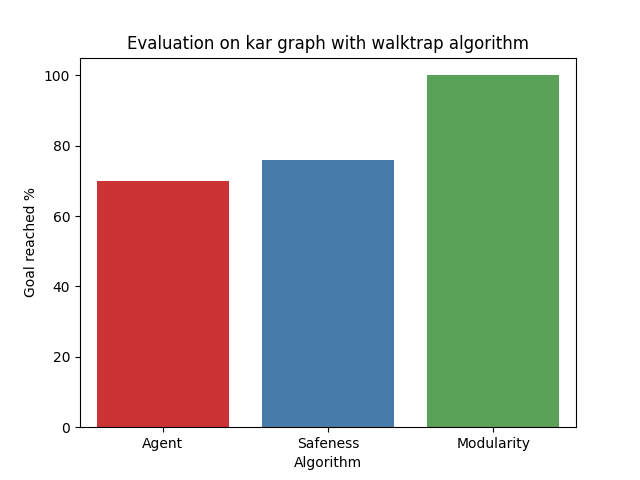 Evaluation on kar graph with walktrap algorithm
Goal reached %
100
80
60
40
20
0
Agent
Safeness
Modularity
Algorithm